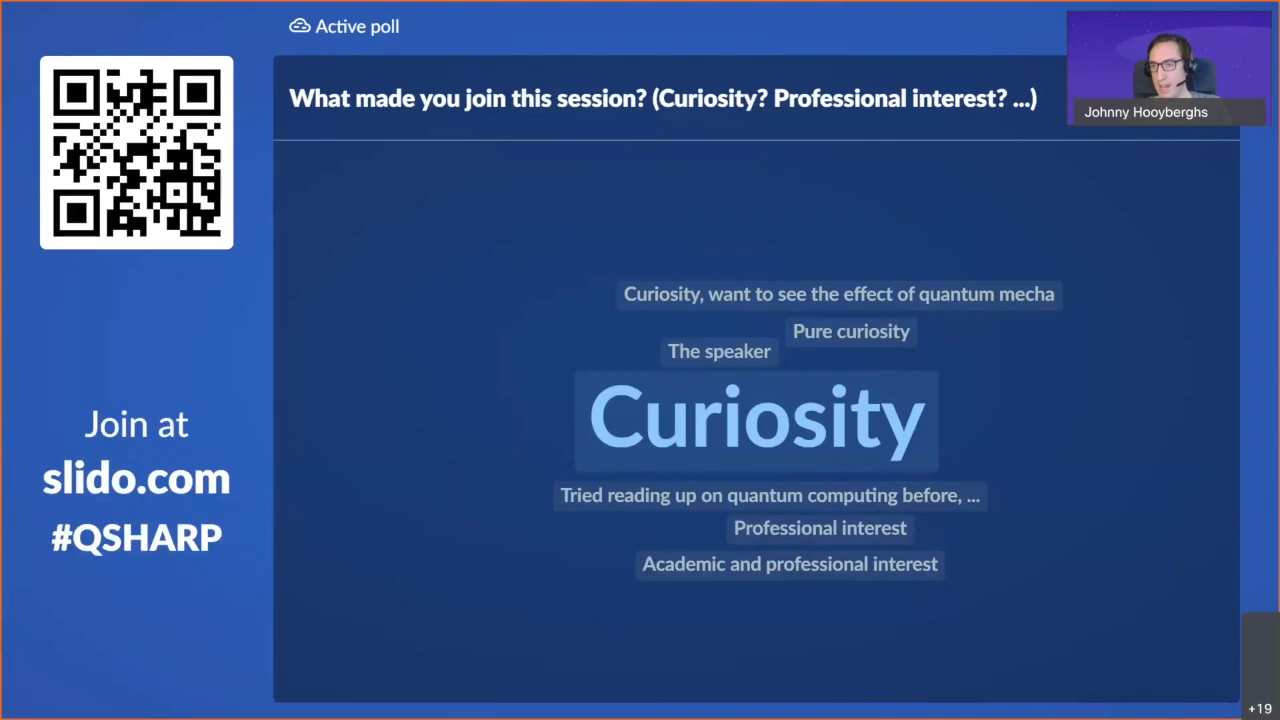 Active poll
What made you join this session? (Curiosity? Professional interest? ...)
Johnny Hooyberghs
Curiosity, want to see the effect of quantum mecha
Pure curiosity
The speaker
Curiosity
Tried reading up on quantum computing before, ...
Professional interest
Academic and professional interest
Join at
slido.com
#QSHARP
+19